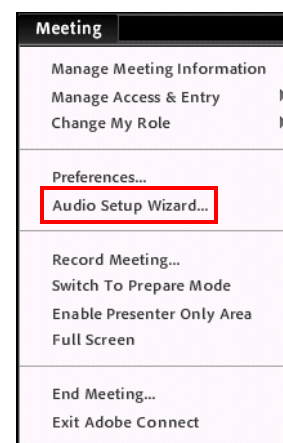 Meeting
Manage Meeting Information
Manage Access & Entry
Change My Role
Preferences...
Audio Setup Wizard...
Record Meeting...
Switch To Prepare Mode
Enable Presenter Only Area
Full Screen
End Meeting...
Exit Adobe Connect